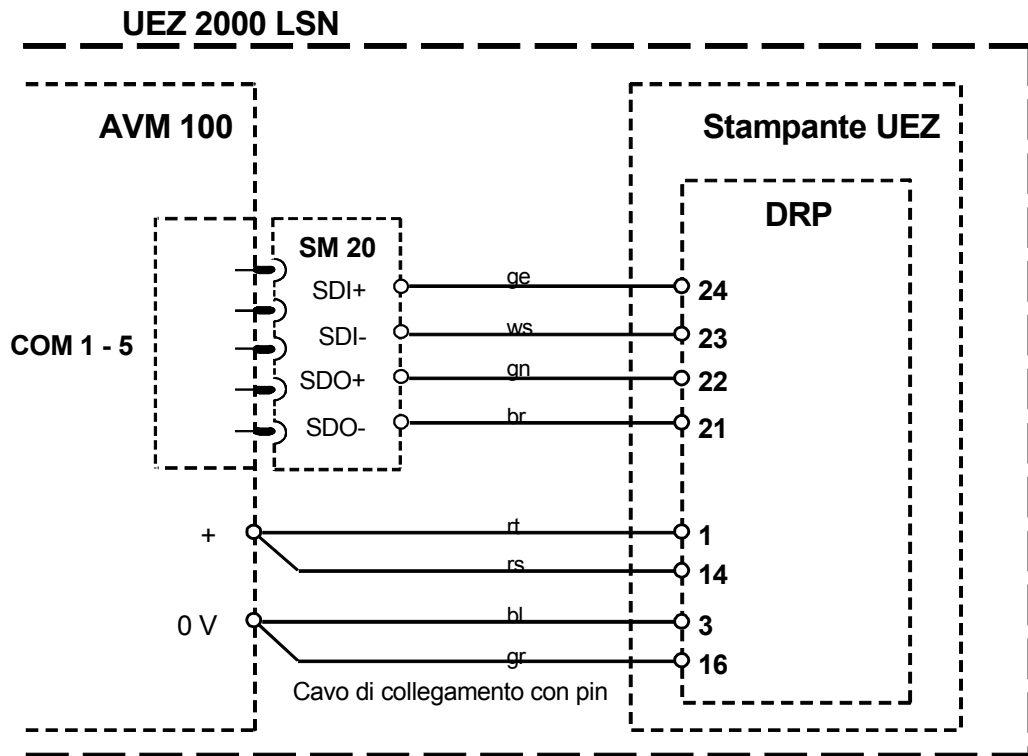 UEZ 2000 LSN
AVM 100
Stampante UEZ
DRP
SM 20
COM 1 - 5
SDI+ ge 24
SDI- ws 23
SDO+ gn 22
SDO- br 21
+ rt 1
rs 14
0 V bl 3
gr 16
Cavo di collegamento con pin